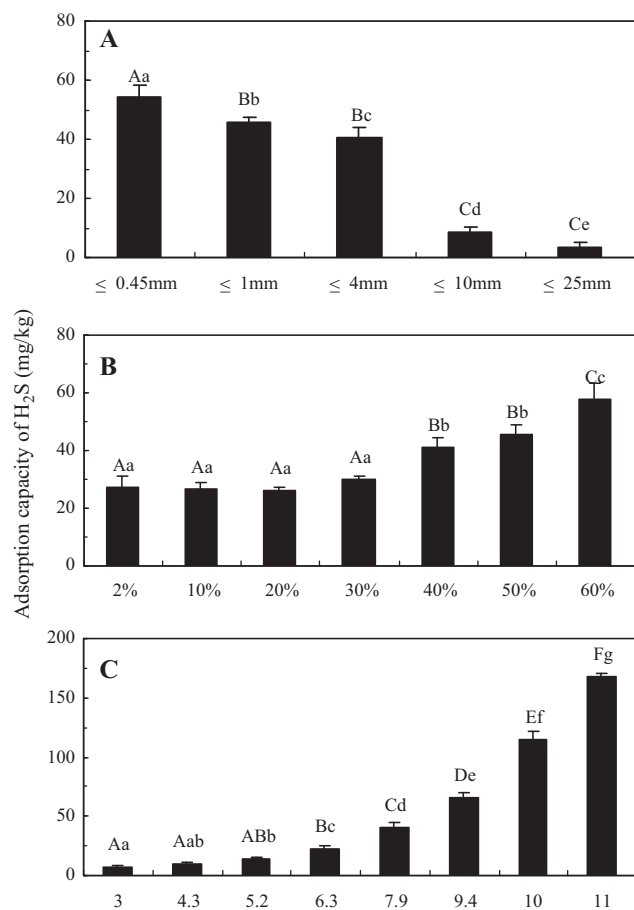 Adsorption capacity of H₂S (mg/kg)
A
80
60
40
20
0
Aa
Bb
Bc
Cd
Ce
≤ 0.45mm
≤ 1mm
≤ 4mm
≤ 10mm
≤ 25mm
B
80
60
40
20
0
Aa
Aa
Aa
Aa
Bb
Bb
Cc
2%
10%
20%
30%
40%
50%
60%
C
200
150
100
50
0
Aa
Aab
ABb
Bc
Cd
De
Ef
Fg
3
4.3
5.2
6.3
7.9
9.4
10
11